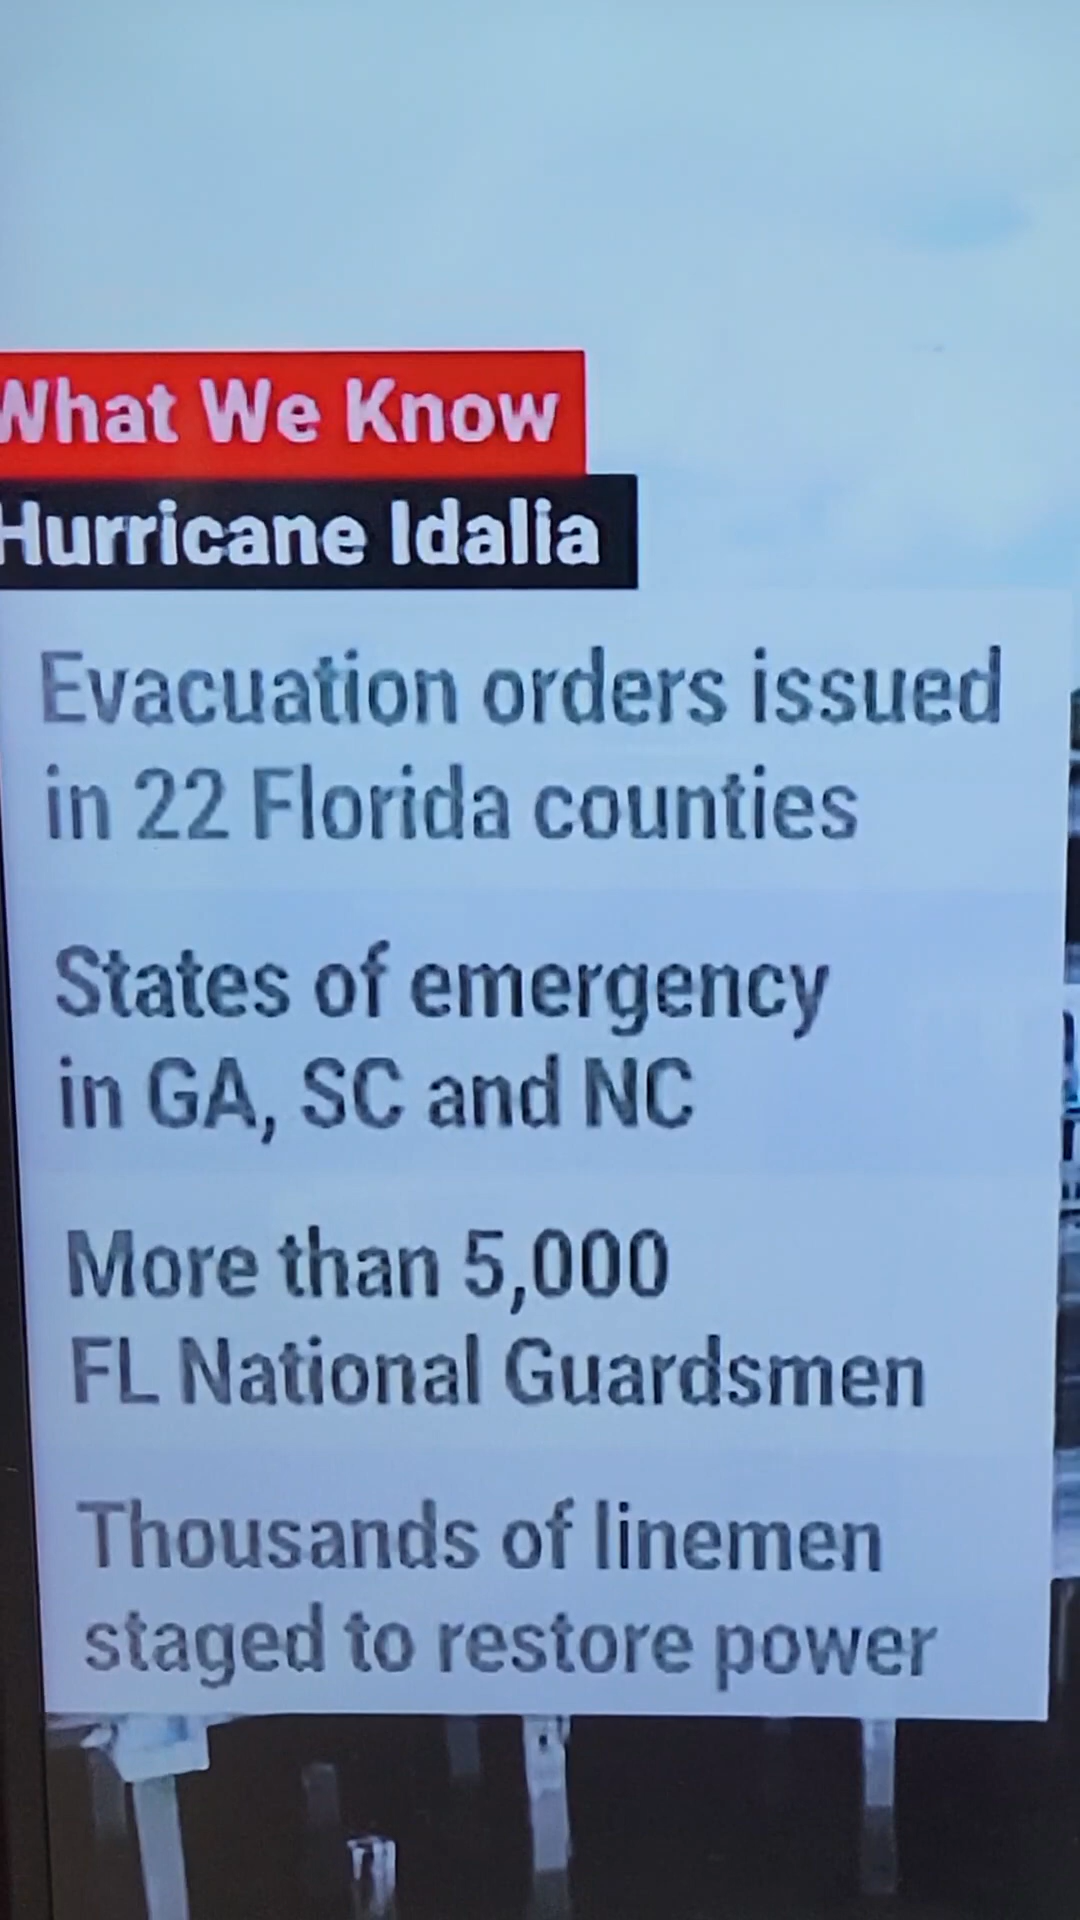 What We Know
Hurricane Idalia
Evacuation orders issued
in 22 Florida counties
States of emergency
in GA, SC and NC
More than 5,000
FL National Guardsmen
Thousands of linemen
staged to restore power